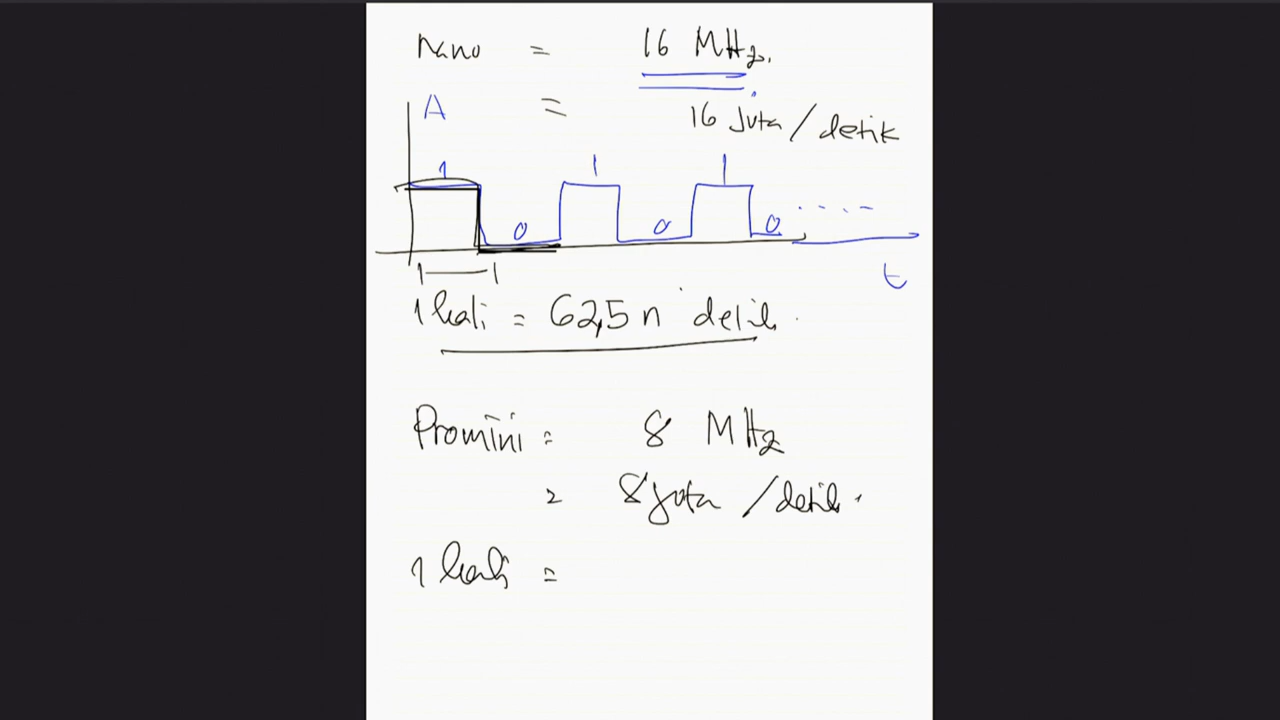 nano = 16 MHz.
A = 16 juta / detik
1 0 1 0 1 0 ....
t
1 kali = 62,5 n detik
Promini = 8 MHz
= 8 juta / detik.
1 kali =